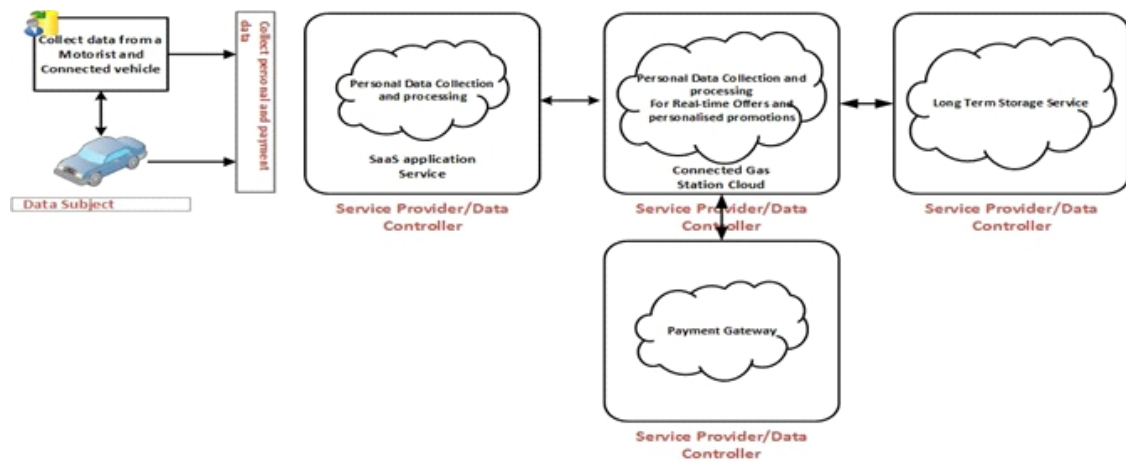 Collect data from a
Motorist and
Connected vehicle
Data Subject
Collect personal and payment
data
Personal Data Collection
and processing
SaaS application
Service
Service Provider/Data
Controller
Personal Data Collection and
processing
For Real-time Offers and
personalised promotions
Connected Gas
Station Cloud
Service Provider/Data
Controller
Long Term Storage Service
Service Provider/Data
Controller
Payment Gateway
Service Provider/Data
Controller